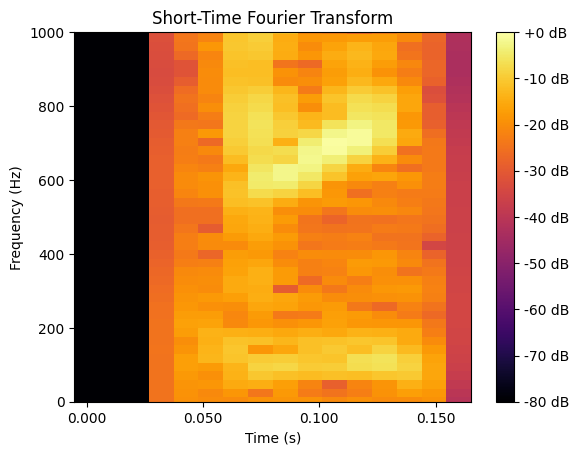 Short-Time Fourier Transform
1000
800
600
400
200
0
Frequency (Hz)
0.000
0.050
0.100
0.150
Time (s)
+0 dB
-10 dB
-20 dB
-30 dB
-40 dB
-50 dB
-60 dB
-70 dB
-80 dB